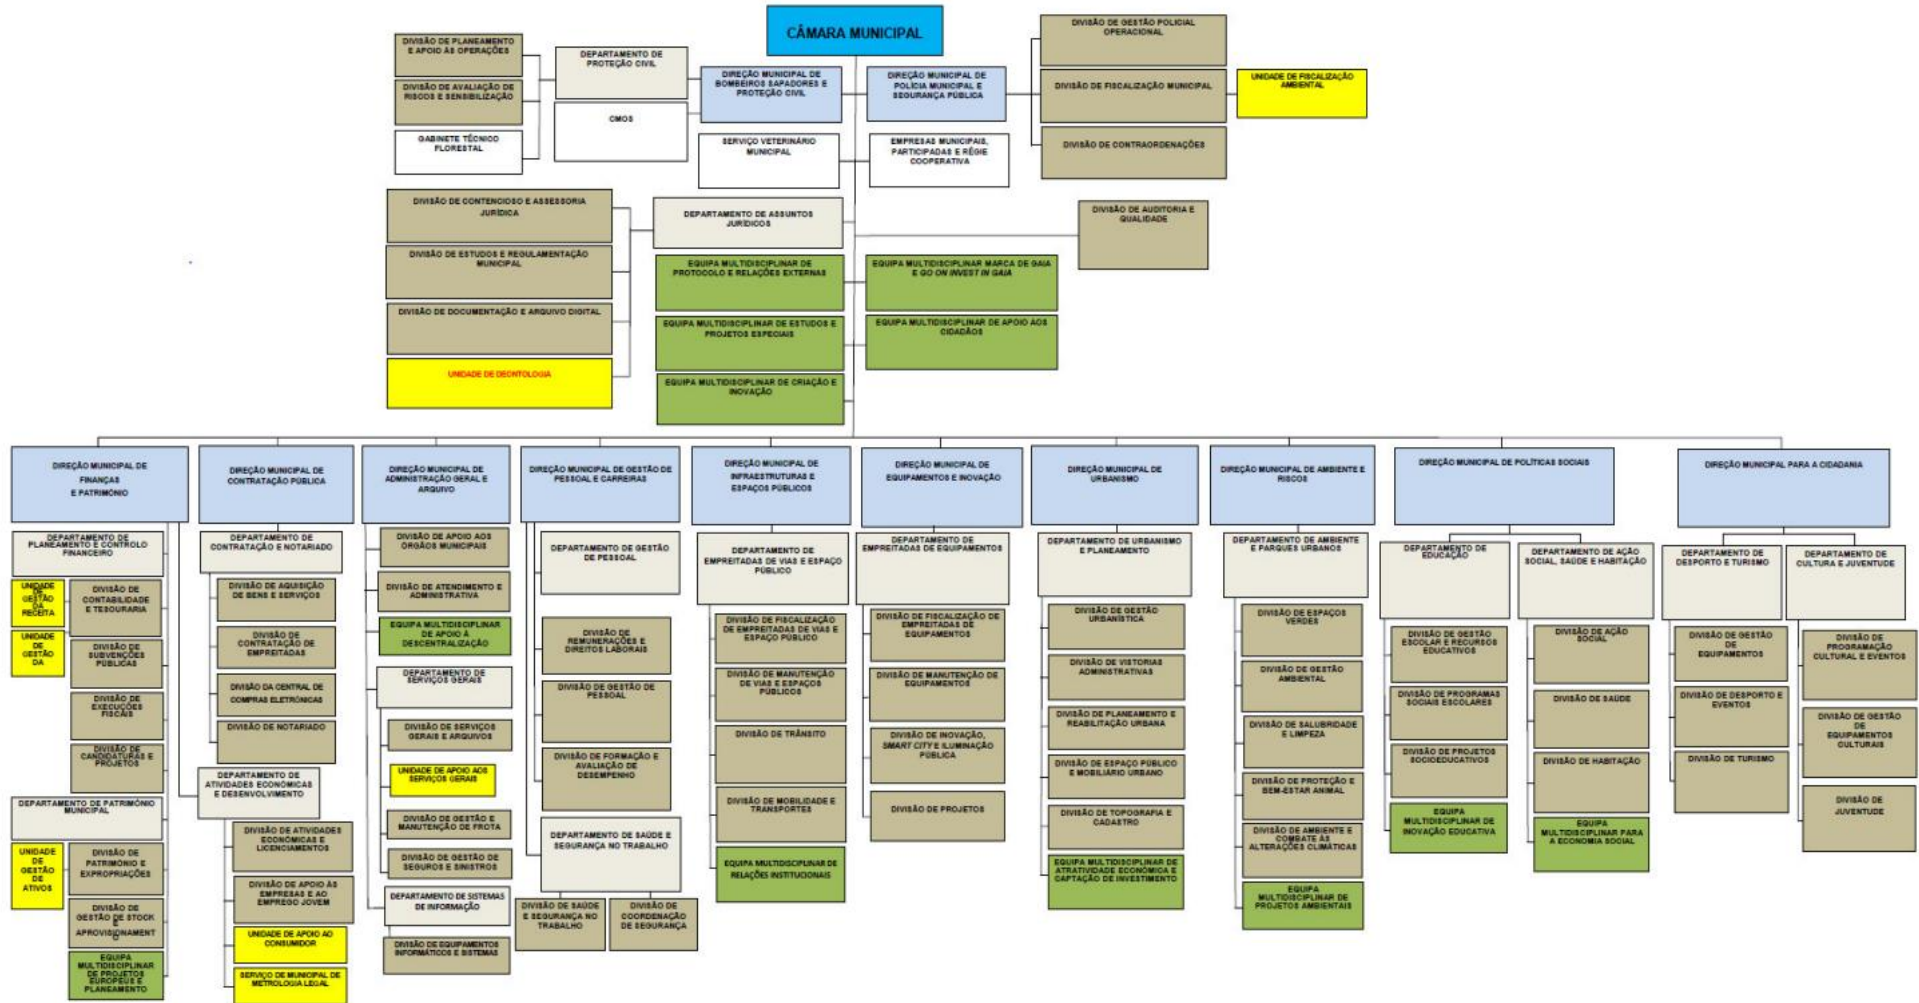 CÂMARA MUNICIPAL
DIVISÃO DE PLANEAMENTO
E APOIO ÀS OPERAÇÕES
DIVISÃO DE AVALIAÇÃO DE
RISCOS E SENSIBILIZAÇÃO
GABINETE TÉCNICO
FLORESTAL
DEPARTAMENTO DE
PROTEÇÃO CIVIL
CMOS
DIREÇÃO MUNICIPAL DE
BOMBEIROS SAPADORES E
PROTEÇÃO CIVIL
DIREÇÃO MUNICIPAL DE
POLÍCIA MUNICIPAL E
SEGURANÇA PÚBLICA
DIVISÃO DE GESTÃO POLICIAL
OPERACIONAL
DIVISÃO DE FISCALIZAÇÃO MUNICIPAL
UNIDADE DE FISCALIZAÇÃO
AMBIENTAL
DIVISÃO DE CONTRAORDENAÇÕES
SERVIÇO VETERINÁRIO
MUNICIPAL
EMPRESAS MUNICIPAIS,
PARTICIPADAS E RÉGIE
COOPERATIVA
DIVISÃO DE CONTENCIOSO E ASSESSORIA
JURÍDICA
DIVISÃO DE ESTUDOS E REGULAMENTAÇÃO
MUNICIPAL
DIVISÃO DE DOCUMENTAÇÃO E ARQUIVO DIGITAL
UNIDADE DE DEONTOLOGIA
DEPARTAMENTO DE ASSUNTOS
JURÍDICOS
DIVISÃO DE AUDITORIA E
QUALIDADE
EQUIPA MULTIDISCIPLINAR DE
PROTOCOLO E RELAÇÕES EXTERNAS
EQUIPA MULTIDISCIPLINAR MARCA DE GAIA
E GO ON INVEST IN GAIA
EQUIPA MULTIDISCIPLINAR DE ESTUDOS E
PROJETOS ESPECIAIS
EQUIPA MULTIDISCIPLINAR DE APOIO AOS
CIDADÃOS
EQUIPA MULTIDISCIPLINAR DE CRIAÇÃO E
INOVAÇÃO
DIREÇÃO MUNICIPAL DE
FINANÇAS
E PATRIMÓNIO
DEPARTAMENTO DE
PLANEAMENTO E CONTROLO
FINANCEIRO
UNIDADE
DE
GESTÃO
DA
RECEITA
DIVISÃO DE
CONTABILIDADE
E TESOURARIA
UNIDADE
DE
GESTÃO
DA
DIVISÃO DE
SUBVENÇÕES
PÚBLICAS
DIVISÃO DE
EXECUÇÕES
FISCAIS
DIVISÃO DE
CANDIDATURAS E
PROJETOS
DEPARTAMENTO DE PATRIMÓNIO
MUNICIPAL
UNIDADE
DE
GESTÃO
DE
ATIVOS
DIVISÃO DE
PATRIMÓNIO E
EXPROPRIAÇÕES
DIVISÃO DE
GESTÃO DE STOCK
E
APROVISIONAMENT
O
EQUIPA
MULTIDISCIPLINAR
DE PROJETOS
EUROPEUS E
PLANEAMENTO
DIREÇÃO MUNICIPAL DE
CONTRATAÇÃO PÚBLICA
DEPARTAMENTO DE
CONTRATAÇÃO E NOTARIADO
DIVISÃO DE AQUISIÇÃO
DE BENS E SERVIÇOS
DIVISÃO DE
CONTRATAÇÃO DE
EMPREITADAS
DIVISÃO DA CENTRAL DE
COMPRAS ELETRÓNICAS
DIVISÃO DE NOTARIADO
DEPARTAMENTO DE
ATIVIDADES ECONÓMICAS
E DESENVOLVIMENTO
DIVISÃO DE ATIVIDADES
ECONÓMICAS E
LICENCIAMENTOS
DIVISÃO DE APOIO ÀS
EMPRESAS E AO
EMPREGO JOVEM
UNIDADE DE APOIO AO
CONSUMIDOR
SERVIÇO DE MUNICIPAL DE
METROLOGIA LEGAL
DIREÇÃO MUNICIPAL DE
ADMINISTRAÇÃO GERAL E
ARQUIVO
DIVISÃO DE APOIO AOS
ÓRGÃOS MUNICIPAIS
DIVISÃO DE ATENDIMENTO E
ADMINISTRATIVA
EQUIPA MULTIDISCIPLINAR
DE APOIO À
DESCENTRALIZAÇÃO
DEPARTAMENTO DE
SERVIÇOS GERAIS
DIVISÃO DE SERVIÇOS
GERAIS E ARQUIVOS
UNIDADE DE APOIO AOS
SERVIÇOS GERAIS
DIVISÃO DE GESTÃO E
MANUTENÇÃO DE FROTA
DIVISÃO DE GESTÃO DE
SEGUROS E SINISTROS
DEPARTAMENTO DE SISTEMAS
DE INFORMAÇÃO
DIVISÃO DE EQUIPAMENTOS
INFORMÁTICOS E SISTEMAS
DIREÇÃO MUNICIPAL DE GESTÃO DE
PESSOAL E CARREIRAS
DEPARTAMENTO DE GESTÃO
DE PESSOAL
DIVISÃO DE
REMUNERAÇÕES E
DIREITOS LABORAIS
DIVISÃO DE GESTÃO DE
PESSOAL
DIVISÃO DE FORMAÇÃO E
AVALIAÇÃO DE
DESEMPENHO
DEPARTAMENTO DE SAÚDE E
SEGURANÇA NO TRABALHO
DIVISÃO DE SAÚDE
E SEGURANÇA NO
TRABALHO
DIVISÃO DE
COORDENAÇÃO
DE SEGURANÇA
DIREÇÃO MUNICIPAL DE
INFRAESTRUTURAS E
ESPAÇOS PÚBLICOS
DEPARTAMENTO DE
EMPREITADAS DE VIAS E ESPAÇO
PÚBLICO
DIVISÃO DE FISCALIZAÇÃO
DE EMPREITADAS DE VIAS E
ESPAÇO PÚBLICO
DIVISÃO DE MANUTENÇÃO
DE VIAS E ESPAÇOS
PÚBLICOS
DIVISÃO DE TRÂNSITO
DIVISÃO DE MOBILIDADE E
TRANSPORTES
EQUIPA MULTIDISCIPLINAR DE
RELAÇÕES INSTITUCIONAIS
DIREÇÃO MUNICIPAL DE
EQUIPAMENTOS E INOVAÇÃO
DEPARTAMENTO DE
EMPREITADAS DE EQUIPAMENTOS
DIVISÃO DE FISCALIZAÇÃO DE
EMPREITADAS DE
EQUIPAMENTOS
DIVISÃO DE MANUTENÇÃO DE
EQUIPAMENTOS
DIVISÃO DE INOVAÇÃO,
SMART CITY E ILUMINAÇÃO
PÚBLICA
DIVISÃO DE PROJETOS
DIREÇÃO MUNICIPAL DE
URBANISMO
DEPARTAMENTO DE URBANISMO
E PLANEAMENTO
DIVISÃO DE GESTÃO
URBANÍSTICA
DIVISÃO DE VISTORIAS
ADMINISTRATIVAS
DIVISÃO DE PLANEAMENTO E
REABILITAÇÃO URBANA
DIVISÃO DE ESPAÇO PÚBLICO
E MOBILIÁRIO URBANO
DIVISÃO DE TOPOGRAFIA E
CADASTRO
EQUIPA MULTIDISCIPLINAR DE
ATRATIVIDADE ECONÓMICA E
CAPTAÇÃO DE INVESTIMENTO
DIREÇÃO MUNICIPAL DE AMBIENTE E
RISCOS
DEPARTAMENTO DE AMBIENTE
E PARQUES URBANOS
DIVISÃO DE ESPAÇOS
VERDES
DIVISÃO DE GESTÃO
AMBIENTAL
DIVISÃO DE SALUBRIDADE
E LIMPEZA
DIVISÃO DE PROTEÇÃO E
BEM-ESTAR ANIMAL
DIVISÃO DE AMBIENTE E
COMBATE ÀS
ALTERAÇÕES CLIMÁTICAS
EQUIPA
MULTIDISCIPLINAR DE
PROJETOS AMBIENTAIS
DIREÇÃO MUNICIPAL DE POLÍTICAS SOCIAIS
DEPARTAMENTO DE
EDUCAÇÃO
DIVISÃO DE GESTÃO
ESCOLAR E RECURSOS
EDUCATIVOS
DIVISÃO DE PROGRAMAS
SOCIAIS ESCOLARES
DIVISÃO DE PROJETOS
SOCIOEDUCATIVOS
EQUIPA
MULTIDISCIPLINAR DE
INOVAÇÃO EDUCATIVA
DEPARTAMENTO DE AÇÃO
SOCIAL, SAÚDE E HABITAÇÃO
DIVISÃO DE AÇÃO
SOCIAL
DIVISÃO DE SAÚDE
DIVISÃO DE HABITAÇÃO
EQUIPA
MULTIDISCIPLINAR PARA
A ECONOMIA SOCIAL
DIREÇÃO MUNICIPAL PARA A CIDADANIA
DEPARTAMENTO DE
DESPORTO E TURISMO
DIVISÃO DE GESTÃO
DE
EQUIPAMENTOS
DIVISÃO DE DESPORTO E
EVENTOS
DIVISÃO DE TURISMO
DEPARTAMENTO DE
CULTURA E JUVENTUDE
DIVISÃO DE
PROGRAMAÇÃO
CULTURAL E EVENTOS
DIVISÃO DE GESTÃO
DE
EQUIPAMENTOS
CULTURAIS
DIVISÃO DE
JUVENTUDE